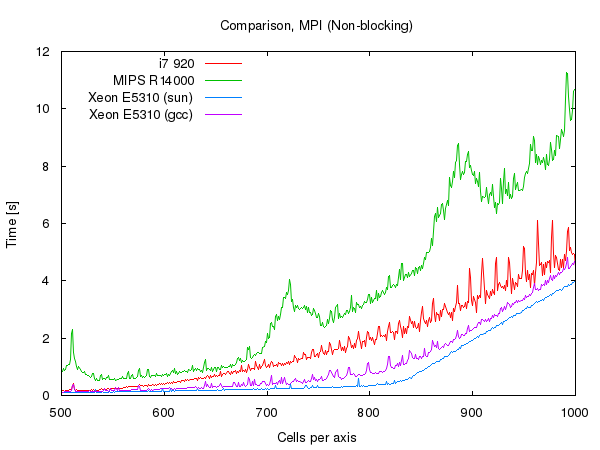 Comparison, MPI (Non-blocking)
12
10
8
6
4
2
0
Time [s]
i7 920
MIPS R14000
Xeon E5310 (sun)
Xeon E5310 (gcc)
500 600 700 800 900 1000
Cells per axis